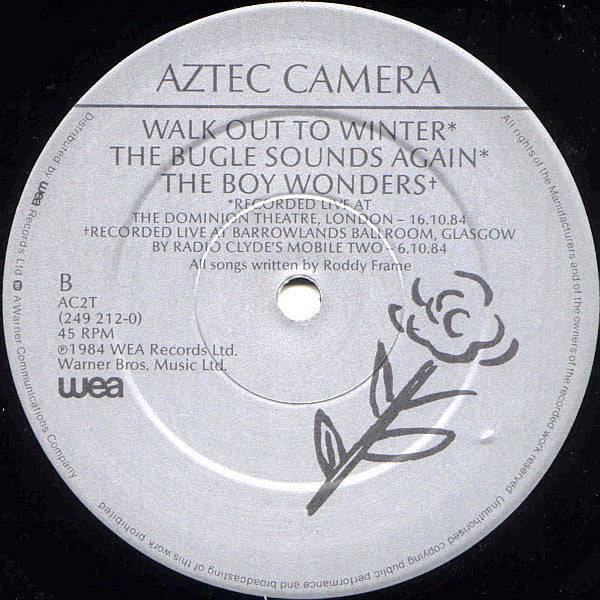 AZTEC CAMERA
WALK OUT TO WINTER*
THE BUGLE SOUNDS AGAIN*
THE BOY WONDERS†
*RECORDED LIVE AT
THE DOMINION THEATRE, LONDON – 16.10.84
†RECORDED LIVE AT BARROWLANDS BALLROOM, GLASGOW
BY RADIO CLYDE'S MOBILE TWO - 6.10.84
All songs written by Roddy Frame
B
AC2T
(249 212-0)
45 RPM
℗1984 WEA Records Ltd.
Warner Bros. Music Ltd.
wea
Distributed by wea Records Ltd. A Warner Communications Company
All rights of the Manufacturers and of the owners of the recorded work reserved. Unauthorised copying public performance and broadcasting of this work prohibited